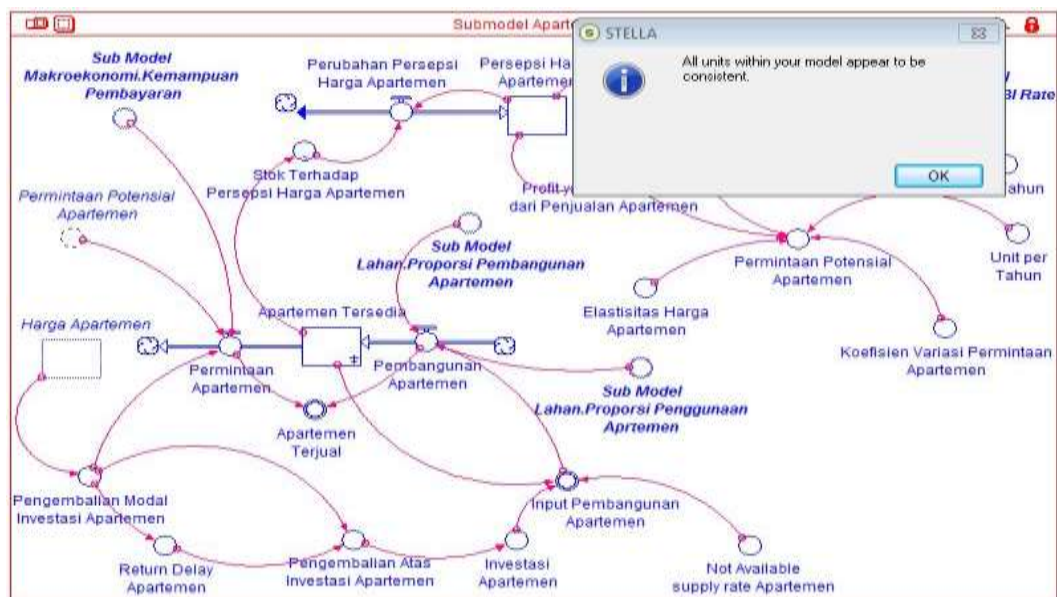 Submodel
STELLA
All units within your model appear to be
consistent.
OK
Sub Model
Makroekonomi.Kemampuan
Pembayaran
Perubahan Persepsi
Harga Apartemen
Persepsi
BI Rate
Stok Terhadap
Persepsi Harga Apartemen
Profit
dari Penjualan Apartemen
Permintaan Potensial
Apartemen
Sub Model
Lahan.Proporsi Pembangunan
Apartemen
Permintaan Potensial
Apartemen
Unit per
Tahun
Elastisitas Harga
Apartemen
Koefisien Variasi Permintaan
Apartemen
Harga Apartemen
Apartemen Tersedia
Permintaan
Apartemen
Pembangunan
Apartemen
Sub Model
Lahan.Proporsi Penggunaan
Aprtemen
Apartemen
Terjual
Pengembalian Modal
Investasi Apartemen
Input Pembangunan
Apartemen
Return Delay
Apartemen
Pengembalian Atas
Investasi Apartemen
Investasi
Apartemen
Not Available
supply rate Apartemen